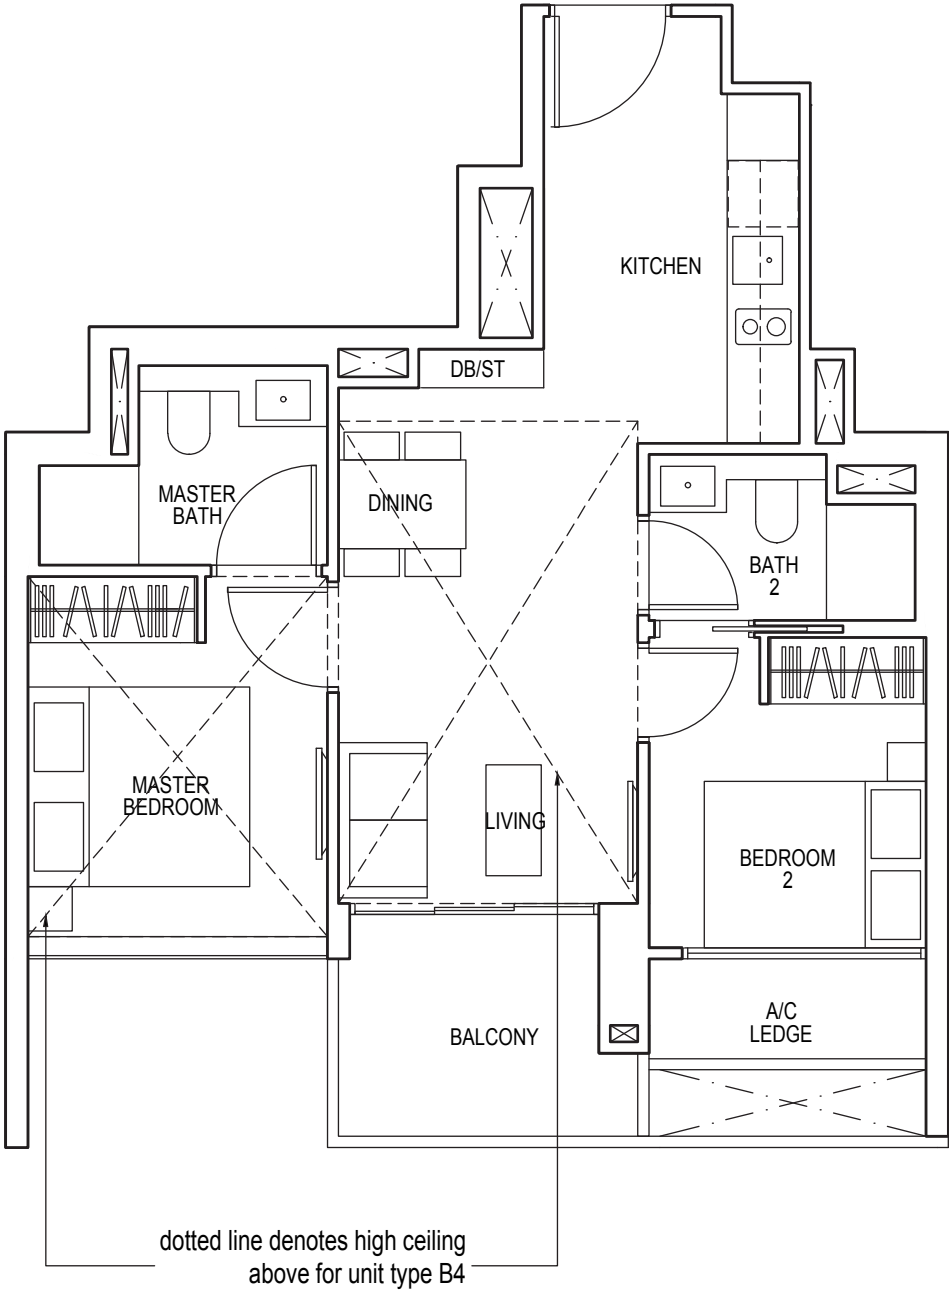 KITCHEN
DB/ST
MASTER
BATH
DINING
BATH
2
MASTER
BEDROOM
LIVING
BEDROOM
2
BALCONY
A/C
LEDGE
dotted line denotes high ceiling
above for unit type B4